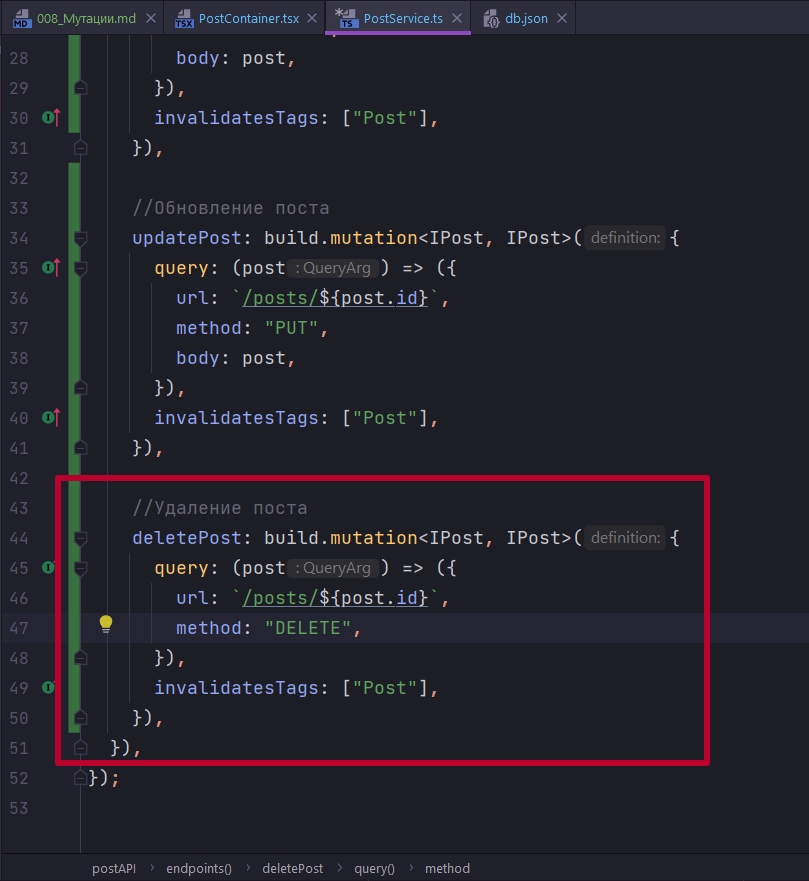 008_Мутации.md PostContainer.tsx PostService.ts db.json
28 body: post,
29 }),
30 invalidatesTags: ["Post"],
31 }),
32
33 //Обновление поста
34 updatePost: build.mutation<IPost, IPost>( definition: {
35 query: (post : QueryArg ) => ({
36 url: `/posts/${post.id}`,
37 method: "PUT",
38 body: post,
39 }),
40 invalidatesTags: ["Post"],
41 }),
42
43 //Удаление поста
44 deletePost: build.mutation<IPost, IPost>( definition: {
45 query: (post : QueryArg ) => ({
46 url: `/posts/${post.id}`,
47 method: "DELETE",
48 }),
49 invalidatesTags: ["Post"],
50 }),
51 }),
52 });
53
postAPI › endpoints() › deletePost › query() › method